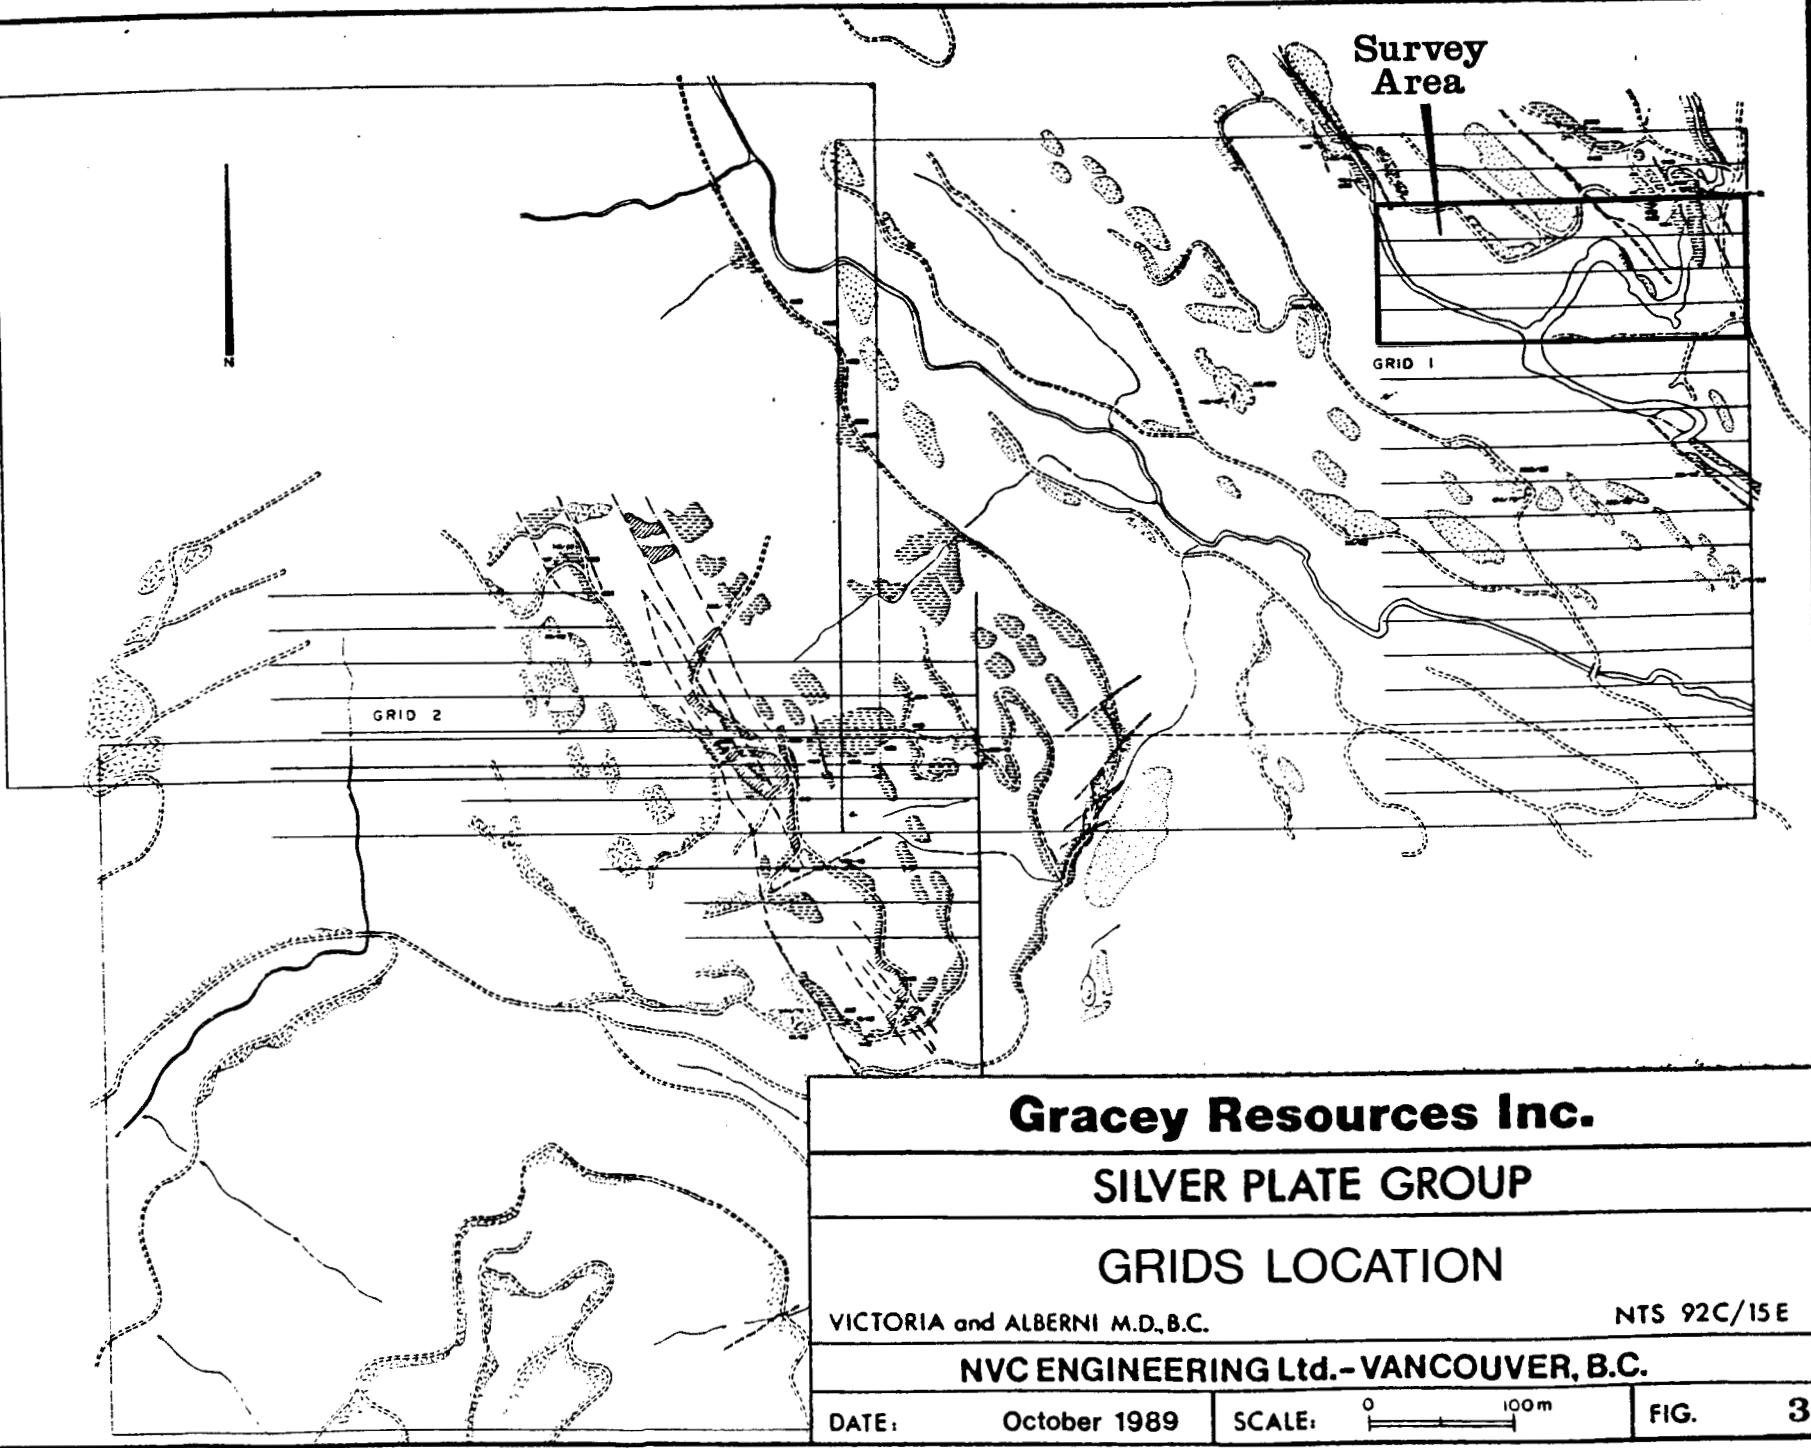 Survey
Area
N
GRID 1
GRID 2
Gracey Resources Inc.
SILVER PLATE GROUP
GRIDS LOCATION
VICTORIA and ALBERNI M.D., B.C.
NTS 92C/15E
NVC ENGINEERING Ltd. - VANCOUVER, B.C.
DATE: October 1989
SCALE: 0 100m
FIG. 3